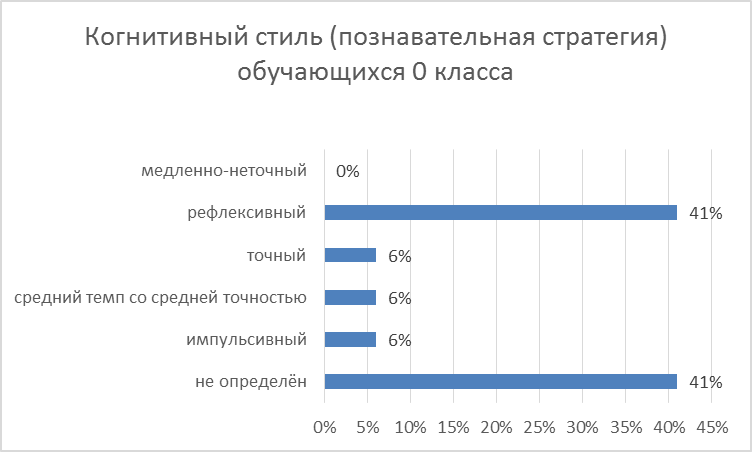 Когнитивный стиль (познавательная стратегия)
обучающихся 0 класса
медленно-неточный 0%
рефлексивный 41%
точный 6%
средний темп со средней точностью 6%
импульсивный 6%
не определён 41%
0% 5% 10% 15% 20% 25% 30% 35% 40% 45%